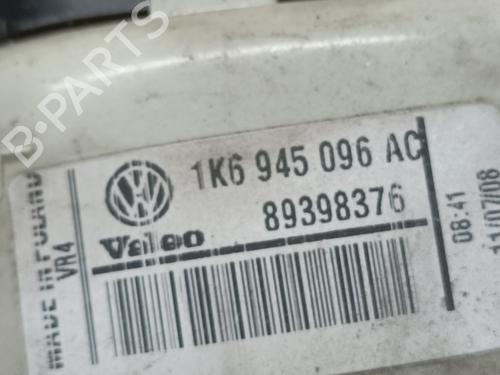 B-PARTS
1K6 945 096 AC
89398376
Valeo
MADE IN POLAND
VR4
08:41
11/07/08